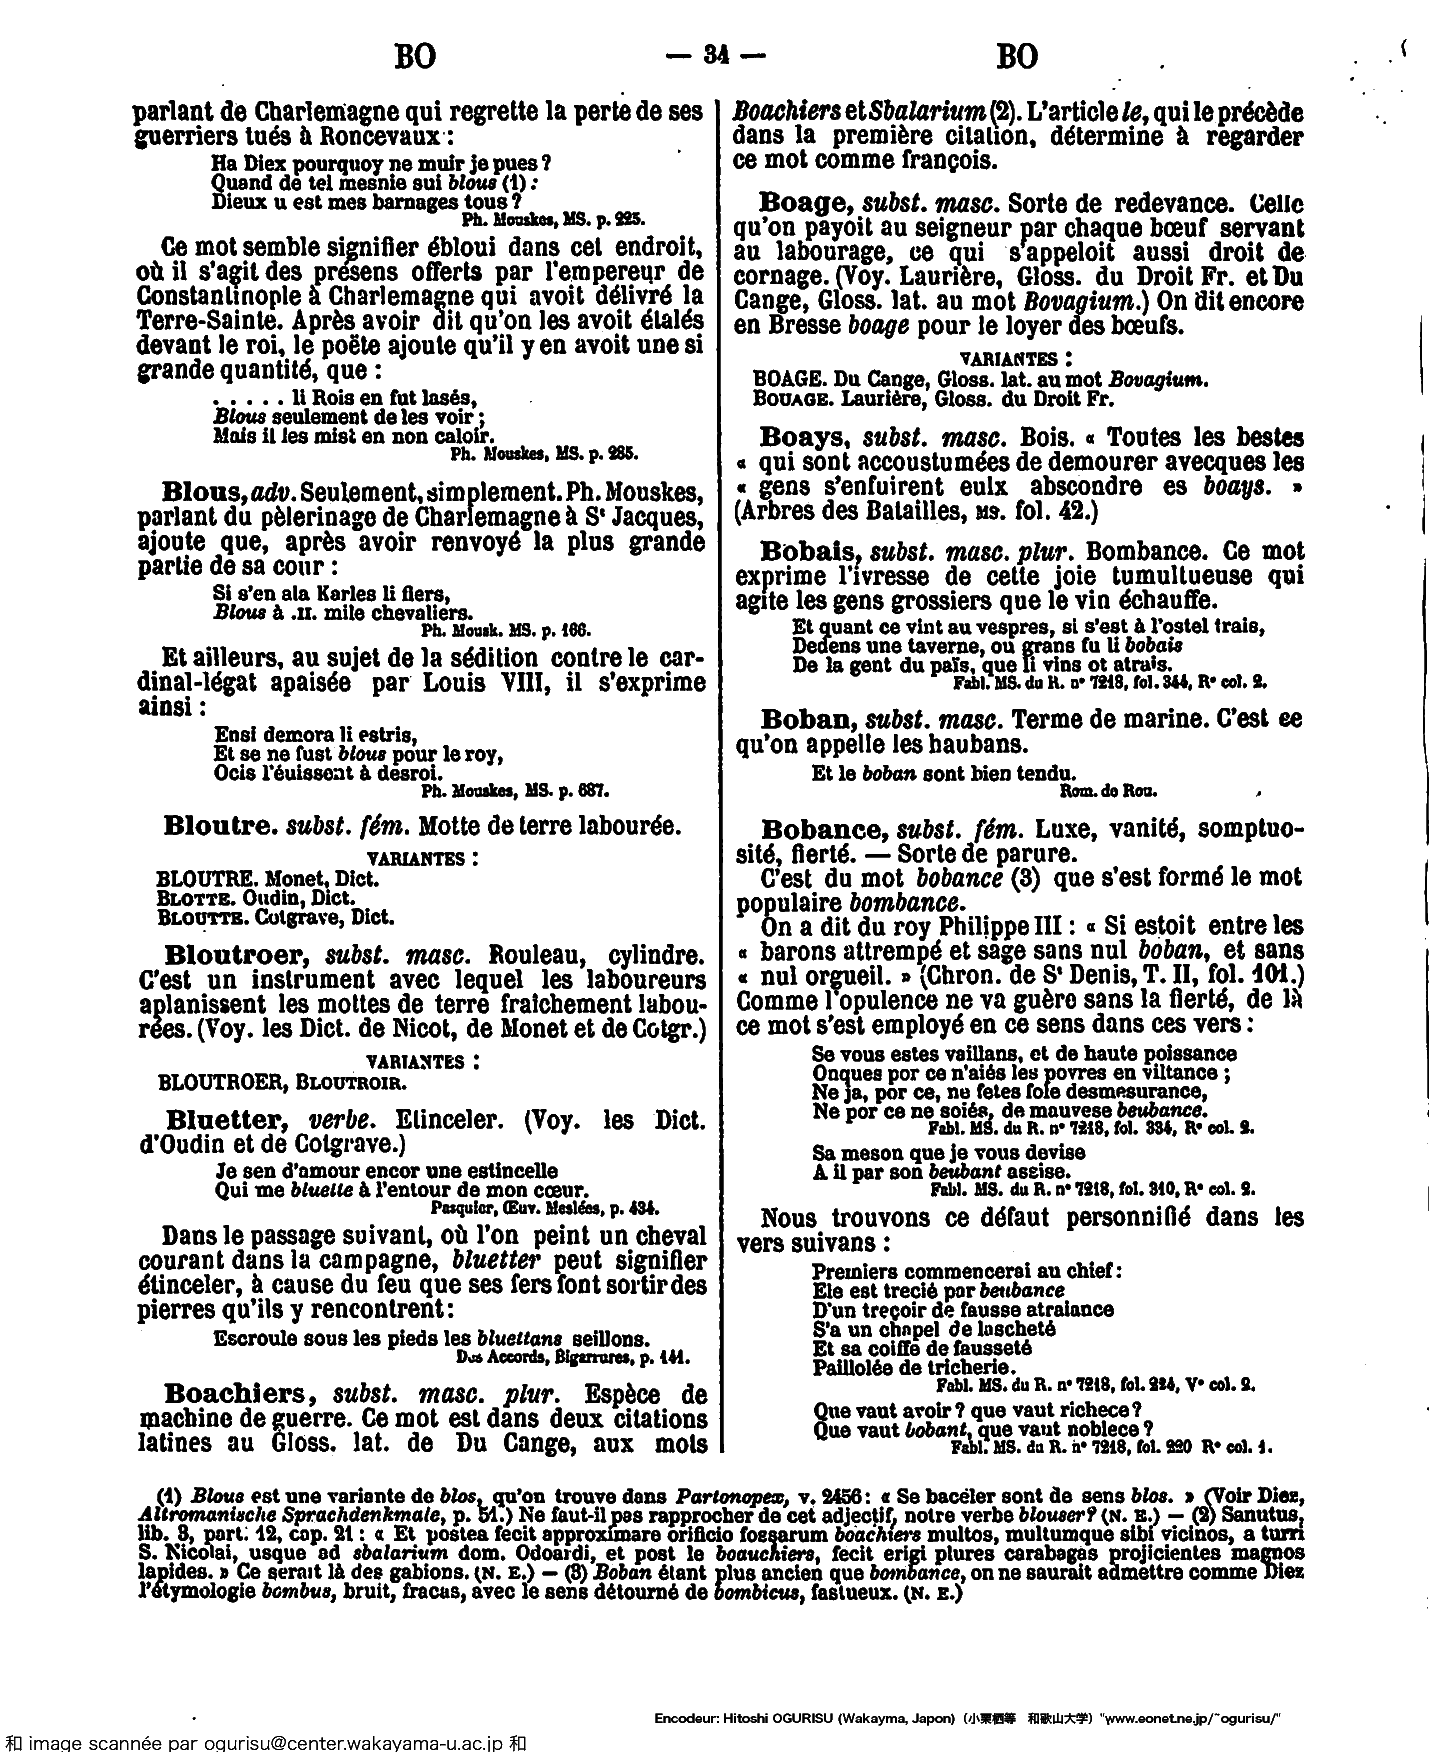 BO — 34 — BO
parlant de Charlemagne qui regrette la perte de ses
guerriers tués à Roncevaux :
Ha Diex pourquoy ne muir je pues ?
Quand de tel mesnie sui blous (1) :
Dieux u est mes barnages tous ?
Ph. Mouskes, MS. p. 225.
Ce mot semble signifier ébloui dans cet endroit,
où il s'agit des présens offerts par l'empereur de
Constantinople à Charlemagne qui avoit délivré la
Terre-Sainte. Après avoir dit qu'on les avoit étalés
devant le roi, le poëte ajoute qu'il y en avoit une si
grande quantité, que :
. . . . . li Rois en fut lasés,
Blous seulement de les voir ;
Mais il les mist en non caloir.
Ph. Mouskes, MS. p. 285.
Blous, adv. Seulement, simplement. Ph. Mouskes,
parlant du pèlerinage de Charlemagne à St Jacques,
ajoute que, après avoir renvoyé la plus grande
partie de sa cour :
Si s'en ala Karles li fiers,
Blous à .II. mile chevaliers.
Ph. Mousk. MS. p. 166.
Et ailleurs, au sujet de la sédition contre le car-
dinal-légat apaisée par Louis VIII, il s'exprime
ainsi :
Ensi demora li estris,
Et se ne fust blous pour le roy,
Ocis l'éuissent à desroi.
Ph. Mouskes, MS. p. 687.
Bloutre. subst. fém. Motte de terre labourée.
VARIANTES :
BLOUTRE. Monet, Dict.
BLOTTE. Oudin, Dict.
BLOUTTE. Cotgrave, Dict.
Bloutroer, subst. masc. Rouleau, cylindre.
C'est un instrument avec lequel les laboureurs
aplanissent les mottes de terre fraîchement labou-
rées. (Voy. les Dict. de Nicot, de Monet et de Cotgr.)
VARIANTES :
BLOUTROER, BLOUTROIR.
Bluetter, verbe. Etinceler. (Voy. les Dict.
d'Oudin et de Cotgrave.)
Je sen d'amour encor une estincelle
Qui me bluette à l'entour de mon cœur.
Pasquier, Œuv. Meslées, p. 434.
Dans le passage suivant, où l'on peint un cheval
courant dans la campagne, bluetter peut signifier
étinceler, à cause du feu que ses fers font sortir des
pierres qu'ils y rencontrent :
Escroule sous les pieds les bluettans seillons.
Des Accords, Bigarrures, p. 141.
Boachiers, subst. masc. plur. Espèce de
machine de guerre. Ce mot est dans deux citations
latines au Gloss. lat. de Du Cange, aux mots
Boachiers et Sbalarium (2). L'article le, qui le précède
dans la première citation, détermine à regarder
ce mot comme françois.
Boage, subst. masc. Sorte de redevance. Celle
qu'on payoit au seigneur par chaque bœuf servant
au labourage, ce qui s'appeloit aussi droit de
cornage. (Voy. Laurière, Gloss. du Droit Fr. et Du
Cange, Gloss. lat. au mot Bovagium.) On dit encore
en Bresse boage pour le loyer des bœufs.
VARIANTES :
BOAGE. Du Cange, Gloss. lat. au mot Bovagium.
BOUAGE. Laurière, Gloss. du Droit Fr.
Boays, subst. masc. Bois. « Toutes les bestes
« qui sont accoustumées de demourer avecques les
« gens s'enfuirent eulx abscondre es boays. »
(Arbres des Batailles, MS. fol. 42.)
Bobais, subst. masc. plur. Bombance. Ce mot
exprime l'ivresse de cette joie tumultueuse qui
agite les gens grossiers que le vin échauffe.
Et quant ce vint au vespres, si s'est à l'ostel trais,
Dedens une taverne, ou grans fu li bobais
De la gent du païs, que li vins ot atrais.
Fabl. MS. du R. n° 7218, fol. 344, R° col. 2.
Boban, subst. masc. Terme de marine. C'est ce
qu'on appelle les haubans.
Et le boban sont bien tendu.
Rom. de Rou.
Bobance, subst. fém. Luxe, vanité, somptuo-
sité, fierté. — Sorte de parure.
C'est du mot bobance (3) que s'est formé le mot
populaire bombance.
On a dit du roy Philippe III : « Si estoit entre les
« barons attrempé et sage sans nul boban, et sans
« nul orgueil. » (Chron. de St Denis, T. II, fol. 101.)
Comme l'opulence ne va guère sans la fierté, de là
ce mot s'est employé en ce sens dans ces vers :
Se vous estes vaillans, et de haute poissance
Onques por ce n'aiés les povres en viltance ;
Ne ja, por ce, ne fetes fole desmesurance,
Ne por ce ne soiés, de mauvese beubance.
Fabl. MS. du R. n° 7218, fol. 334, R° col. 2.
Sa meson que je vous devise
A il par son beubant assise.
Fabl. MS. du R. n° 7218, fol. 310, R° col. 2.
Nous trouvons ce défaut personnifié dans les
vers suivans :
Premiers commencerai au chief :
Ele est trecié par beubance
D'un treçoir de fausse atraiance
S'a un chapel de lascheté
Et sa coiffe de fausseté
Paillolée de tricherie.
Fabl. MS. du R. n° 7218, fol. 224, V° col. 2.
Que vaut avoir ? que vaut richece ?
Que vaut bobant, que vaut noblece ?
Fabl. MS. du R. n° 7218, fol. 220 R° col. 1.
(1) Blous est une variante de blos, qu'on trouve dans Partonopex, v. 2456 : « Se baceler sont de sens blos. » (Voir Diez,
Altromanische Sprachdenkmale, p. 51.) Ne faut-il pas rapprocher de cet adjectif, notre verbe blouser ? (N. E.) — (2) Sanutus,
lib. 3, part. 12, cap. 21 : « Et postea fecit approximare orificio fossarum boachiers multos, multumque sibi vicinos, a turri
S. Nicolai, usque ad sbalarium dom. Odoardi, et post le boauchiers, fecit erigi plures carabagas projicientes magnos
lapides. » Ce serait là des gabions. (N. E.) — (3) Boban étant plus ancien que bombance, on ne saurait admettre comme Diez
l'étymologie bombus, bruit, fracas, avec le sens détourné de bombicus, fastueux. (N. E.)
Encodeur: Hitoshi OGURISU (Wakayma, Japon) (小栗栖等 和歌山大学) "www.eonet.ne.jp/~ogurisu/"
和 image scannée par ogurisu@center.wakayama-u.ac.jp 和